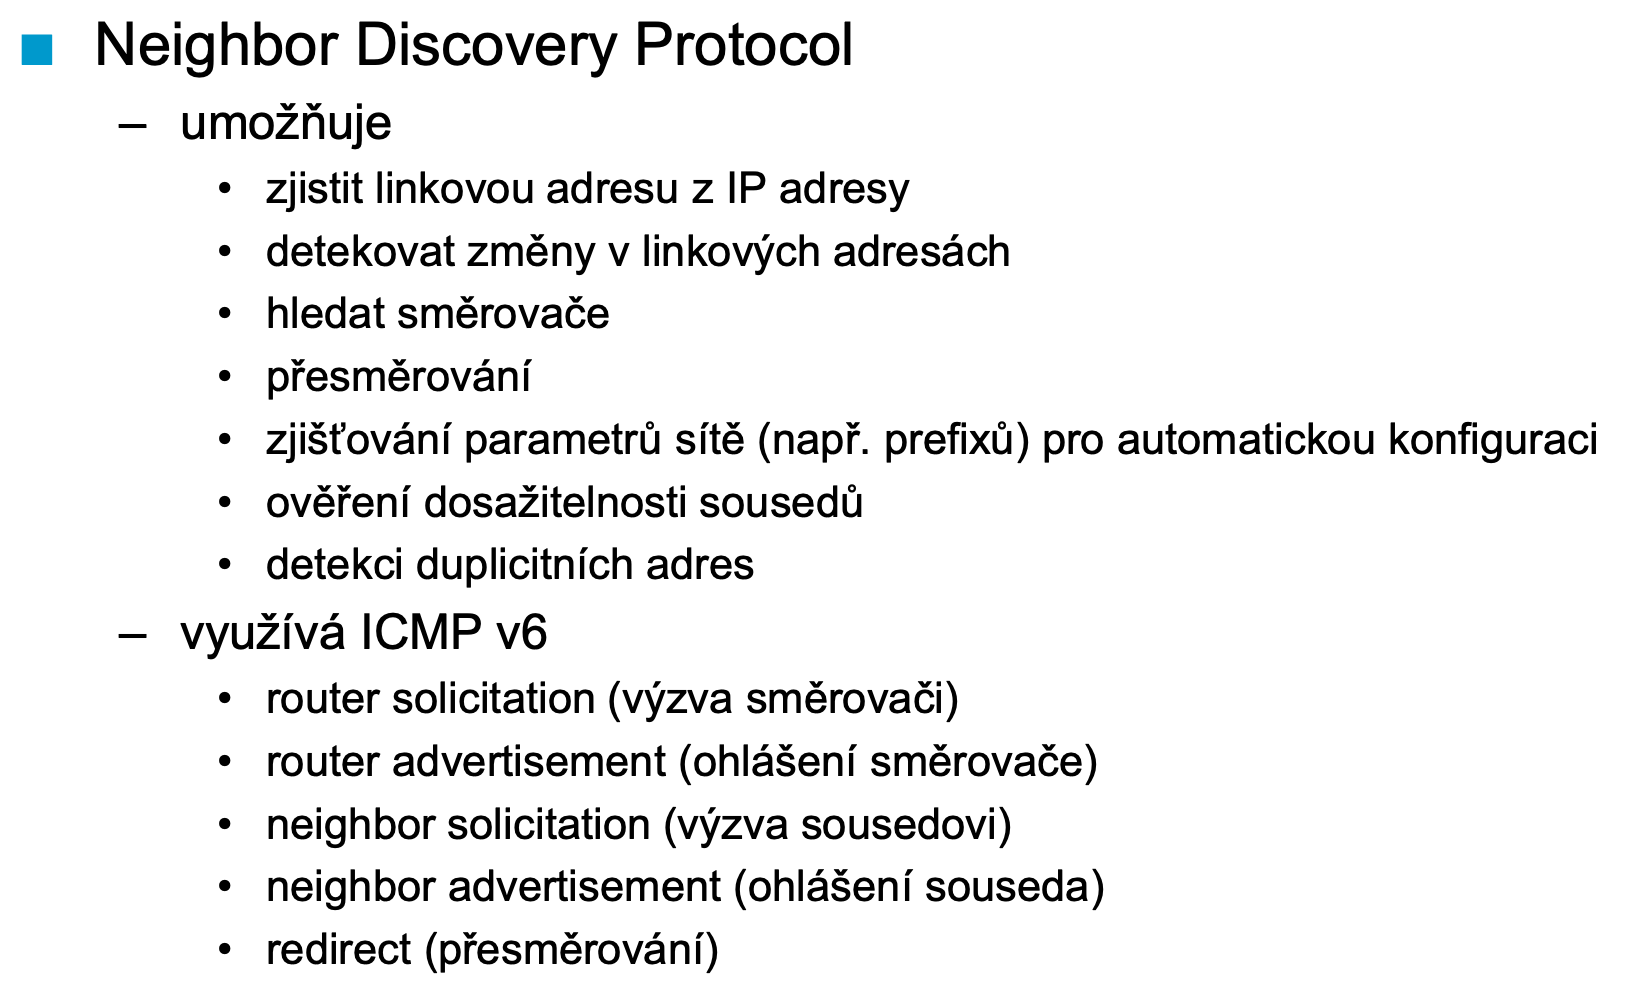 Neighbor Discovery Protocol
– umožňuje
• zjistit linkovou adresu z IP adresy
• detekovat změny v linkových adresách
• hledat směrovače
• přesměrování
• zjišťování parametrů sítě (např. prefixů) pro automatickou konfiguraci
• ověření dosažitelnosti sousedů
• detekci duplicitních adres
– využívá ICMP v6
• router solicitation (výzva směrovači)
• router advertisement (ohlášení směrovače)
• neighbor solicitation (výzva sousedovi)
• neighbor advertisement (ohlášení souseda)
• redirect (přesměrování)